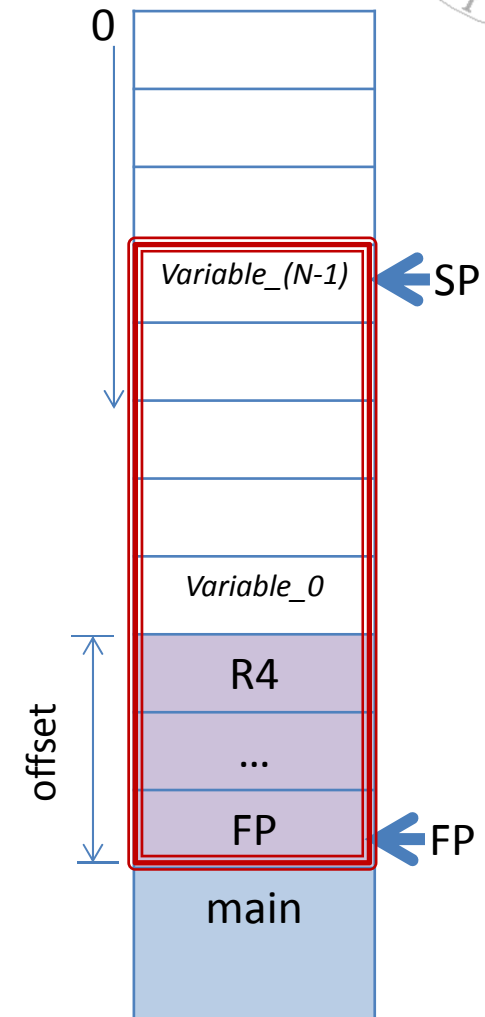 0
Variable_(N-1)
SP
Variable_0
offset
R4
...
FP
FP
main